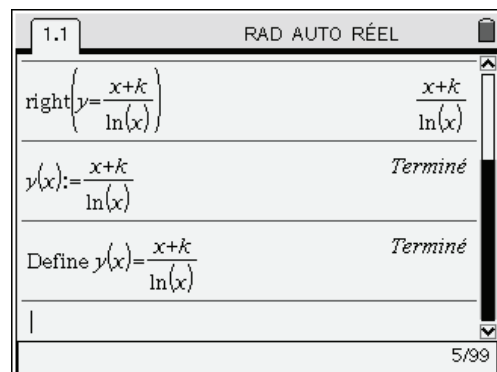 1.1 RAD AUTO RÉEL
right(y=(x+k)/ln(x)) (x+k)/ln(x)
y(x):=(x+k)/ln(x) Terminé
Define y(x)=(x+k)/ln(x) Terminé
5/99